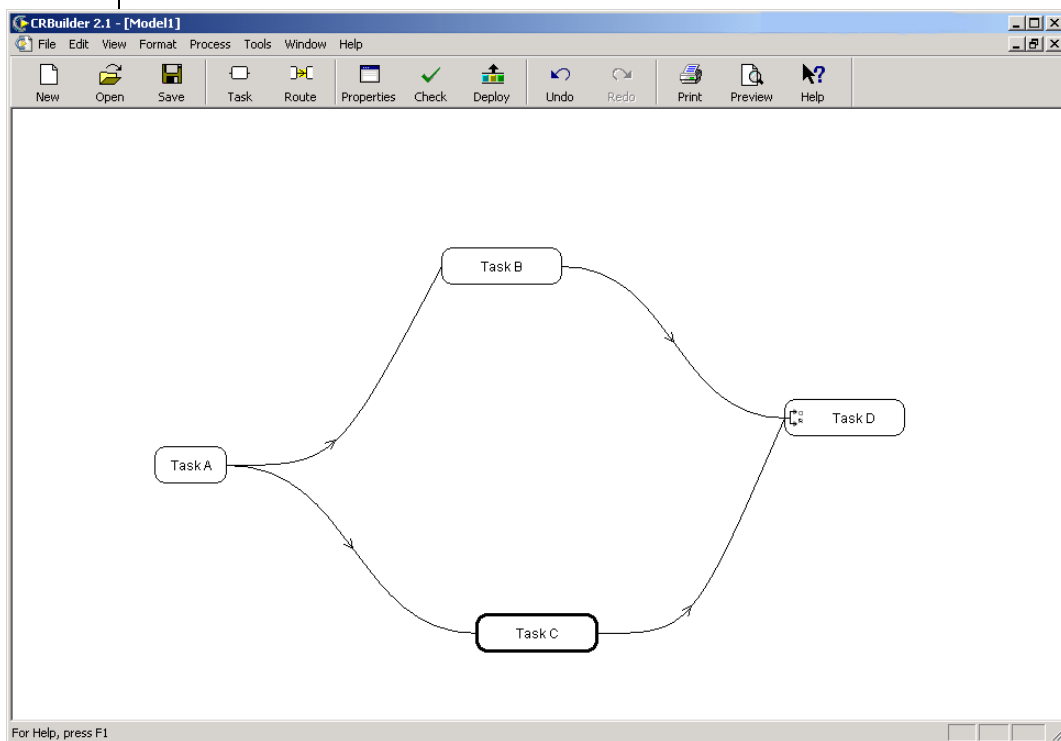 CRBuilder 2.1 - [Model1]
File Edit View Format Process Tools Window Help
New Open Save Task Route Properties Check Deploy Undo Redo Print Preview Help
Task B
Task D
Task A
Task C
For Help, press F1